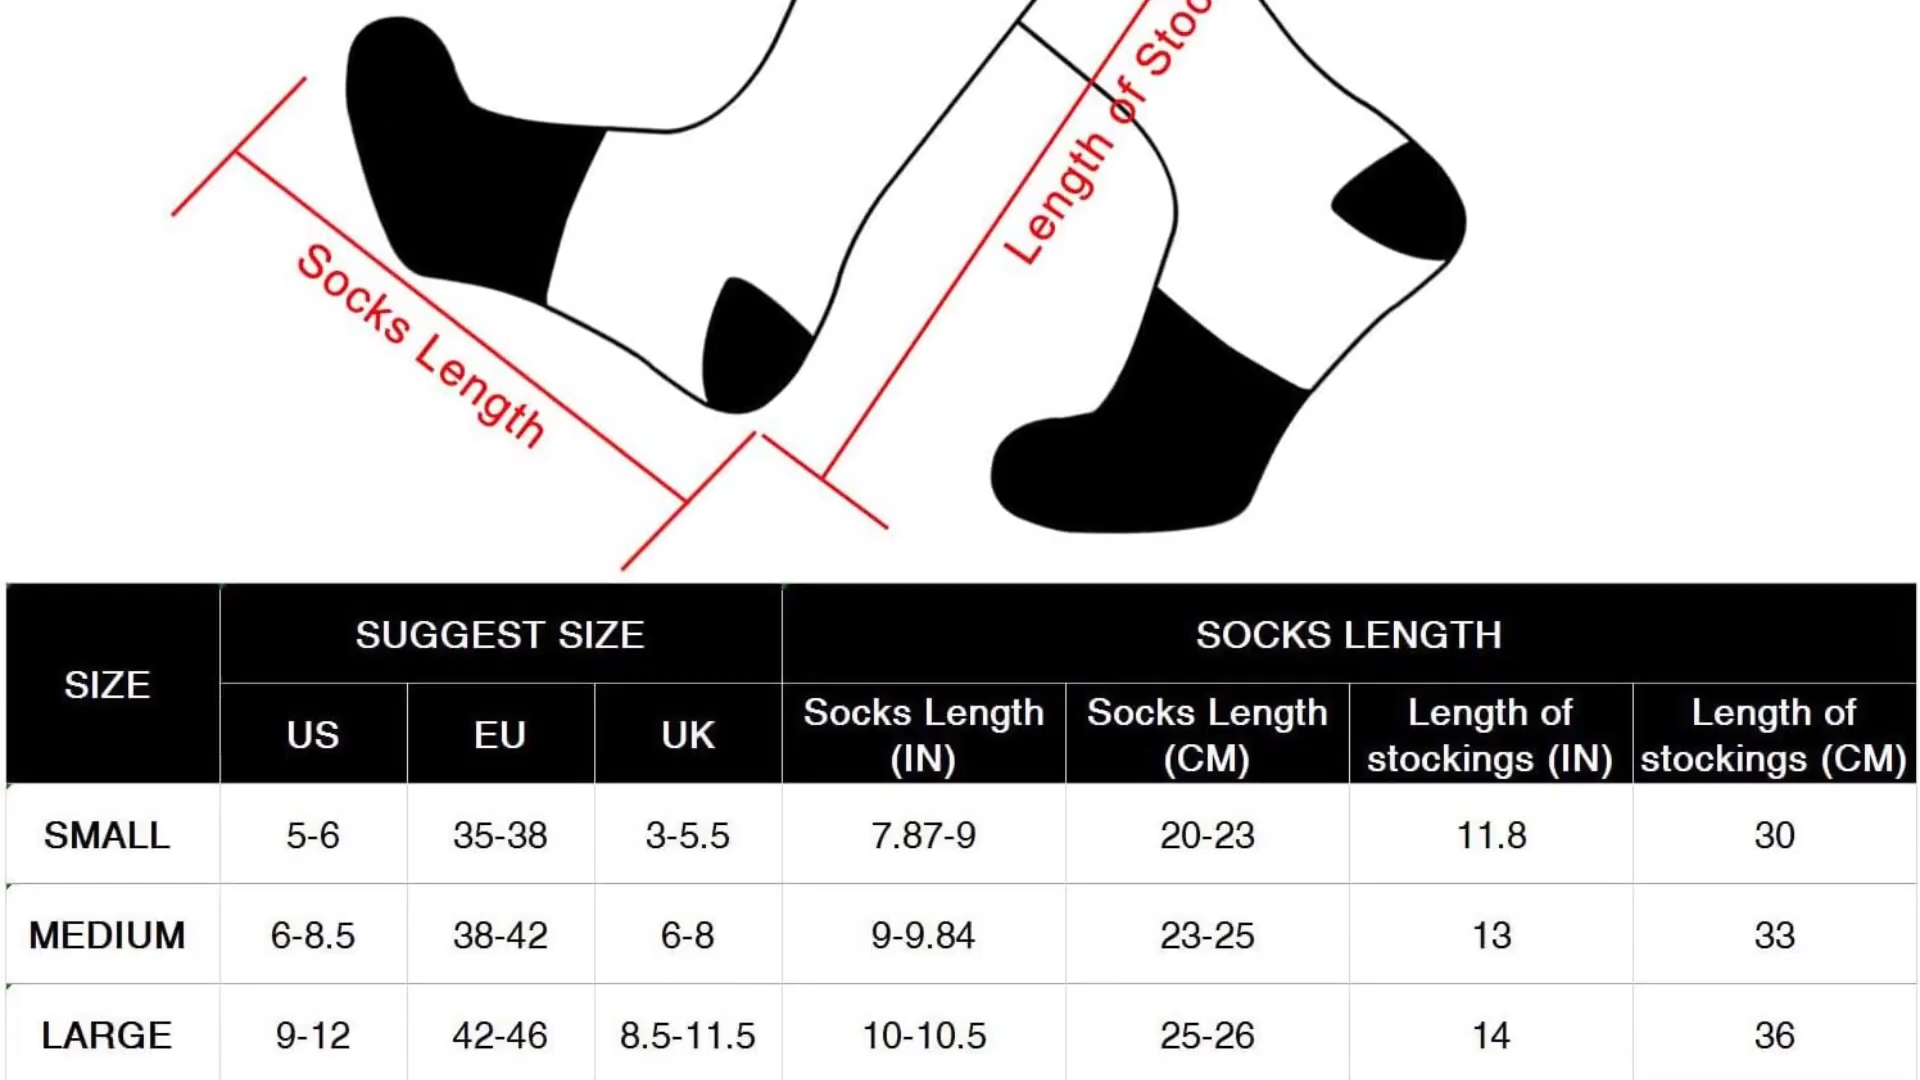 Length of Stoc
Socks Length
SIZE
SUGGEST SIZE
SOCKS LENGTH
US
EU
UK
Socks Length
(IN)
Socks Length
(CM)
Length of
stockings (IN)
Length of
stockings (CM)
SMALL
5-6
35-38
3-5.5
7.87-9
20-23
11.8
30
MEDIUM
6-8.5
38-42
6-8
9-9.84
23-25
13
33
LARGE
9-12
42-46
8.5-11.5
10-10.5
25-26
14
36